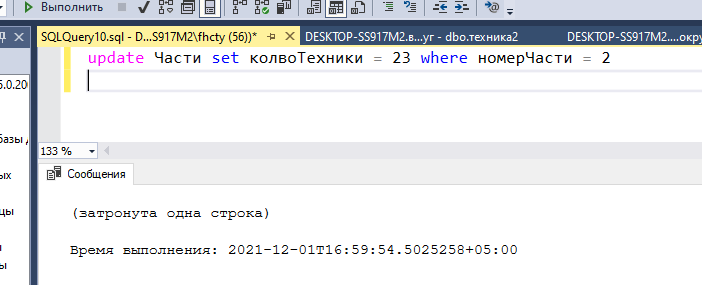 Выполнить
SQLQuery10.sql - D...S917M2\fhcty (56))*
DESKTOP-SS917M2.в...уг - dbo.техника2
DESKTOP-SS917M2....окру
update Части set колвоТехники = 23 where номерЧасти = 2
133 %
Сообщения
(затронута одна строка)
Время выполнения: 2021-12-01T16:59:54.5025258+05:00